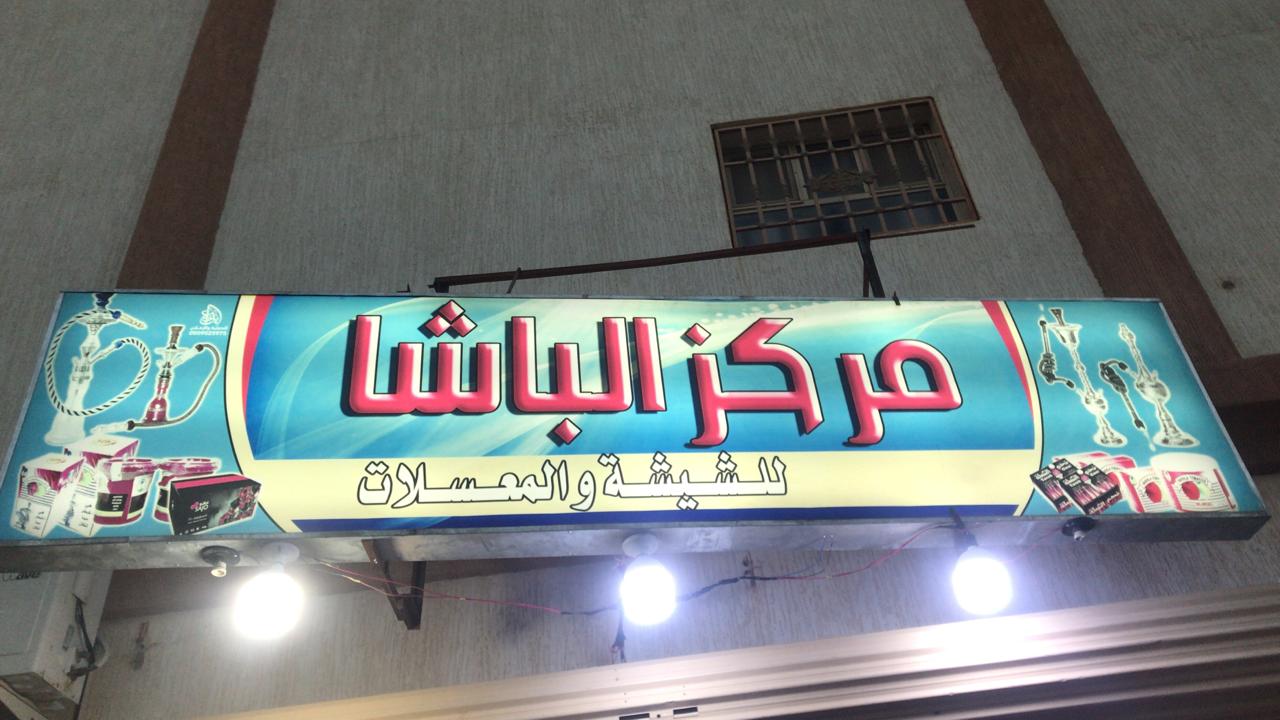 مركز الباشا
للشيشة والمعسلات